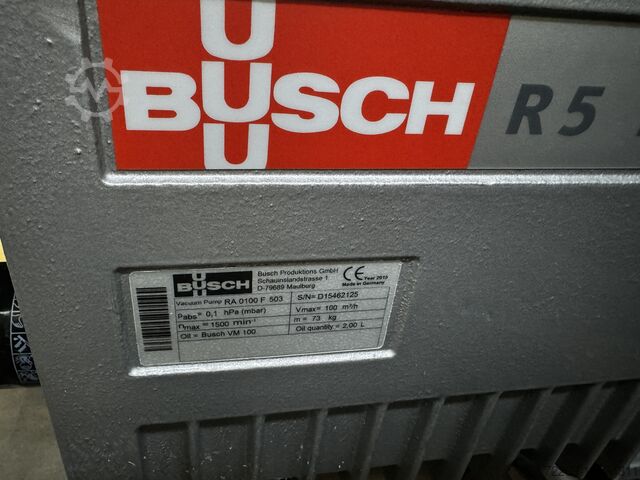 BUSCH
R 5
BUSCH
Busch Produktions GmbH
Schauinslandstrasse 1
D-79689 Maulburg
CE Year 2015
Made in Germany
Vacuum Pump RA 0100 F 503
S/N= D15462125
Pabs = 0,1 hPa (mbar)
Vmax= 100 m³/h
nmax = 1500 min⁻¹
m = 73 kg
Oil = Busch VM 100
Oil quantity = 2,00 L